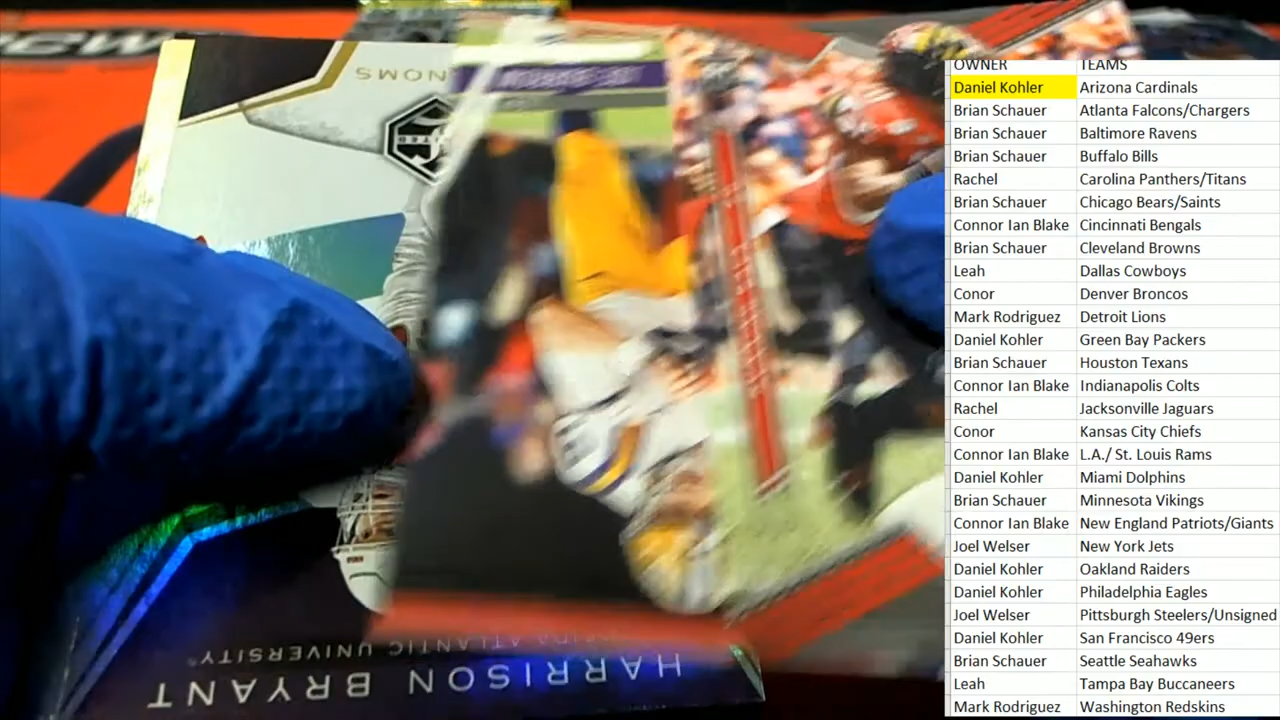 OWNER TEAMS
Daniel Kohler Arizona Cardinals
Brian Schauer Atlanta Falcons/Chargers
Brian Schauer Baltimore Ravens
Brian Schauer Buffalo Bills
Rachel Carolina Panthers/Titans
Brian Schauer Chicago Bears/Saints
Connor Ian Blake Cincinnati Bengals
Brian Schauer Cleveland Browns
Leah Dallas Cowboys
Conor Denver Broncos
Mark Rodriguez Detroit Lions
Daniel Kohler Green Bay Packers
Brian Schauer Houston Texans
Connor Ian Blake Indianapolis Colts
Rachel Jacksonville Jaguars
Conor Kansas City Chiefs
Connor Ian Blake L.A./ St. Louis Rams
Daniel Kohler Miami Dolphins
Brian Schauer Minnesota Vikings
Connor Ian Blake New England Patriots/Giants
Joel Welser New York Jets
Daniel Kohler Oakland Raiders
Daniel Kohler Philadelphia Eagles
Joel Welser Pittsburgh Steelers/Unsigned
Daniel Kohler San Francisco 49ers
Brian Schauer Seattle Seahawks
Leah Tampa Bay Buccaneers
Mark Rodriguez Washington Redskins
HARRISON BRYANT
ATLANTIC UNIVERSITY